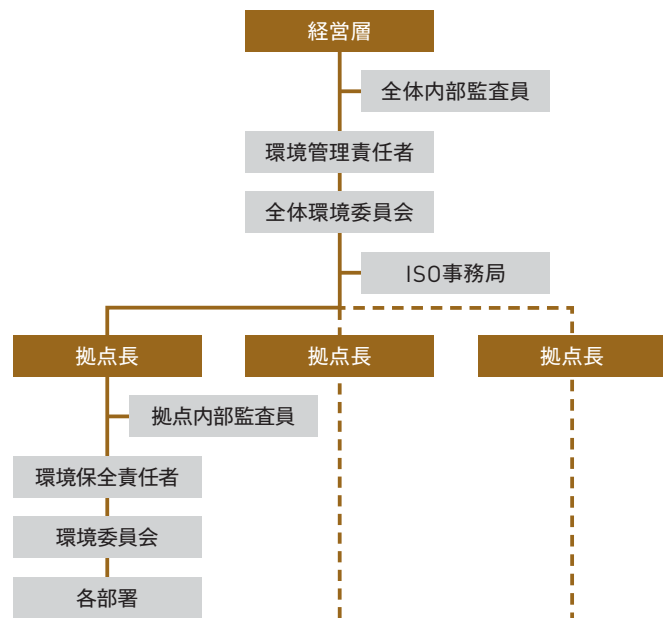 経営層
全体内部監査員
環境管理責任者
全体環境委員会
ISO事務局
拠点長
拠点長
拠点長
拠点内部監査員
環境保全責任者
環境委員会
各部署